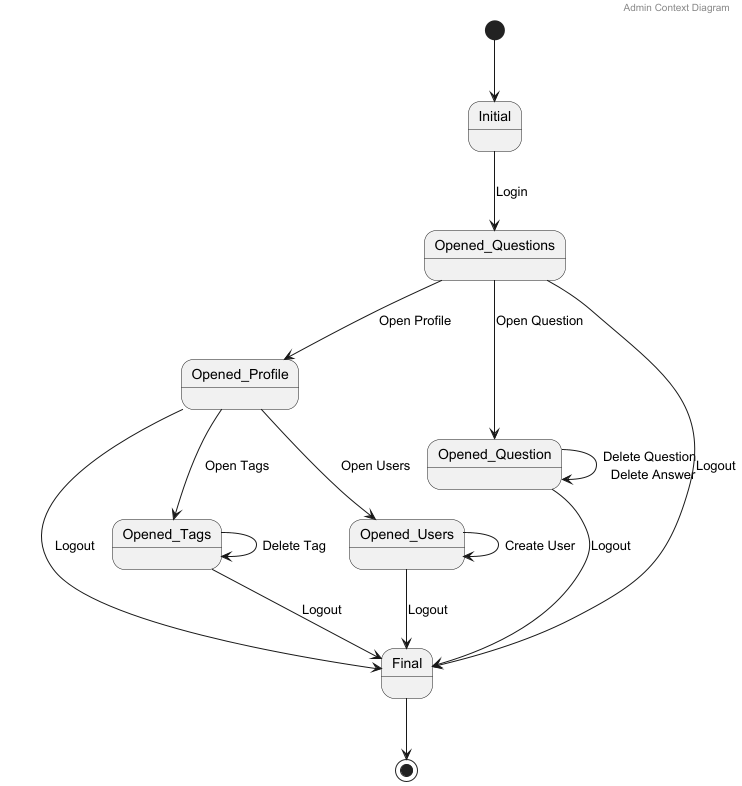 Admin Context Diagram
Initial
Login
Opened_Questions
Open Profile
Open Question
Opened_Profile
Opened_Question
Delete Question
Delete Answer
Logout
Open Tags
Open Users
Opened_Tags
Delete Tag
Opened_Users
Create User
Logout
Logout
Logout
Logout
Final